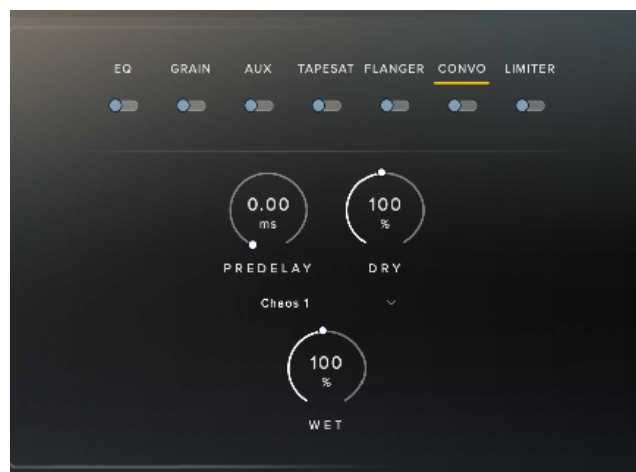 EQ GRAIN AUX TAPESAT FLANGER CONVO LIMITER
0.00 100
ms %
PREDELAY DRY
Chaos 1
100
%
WET